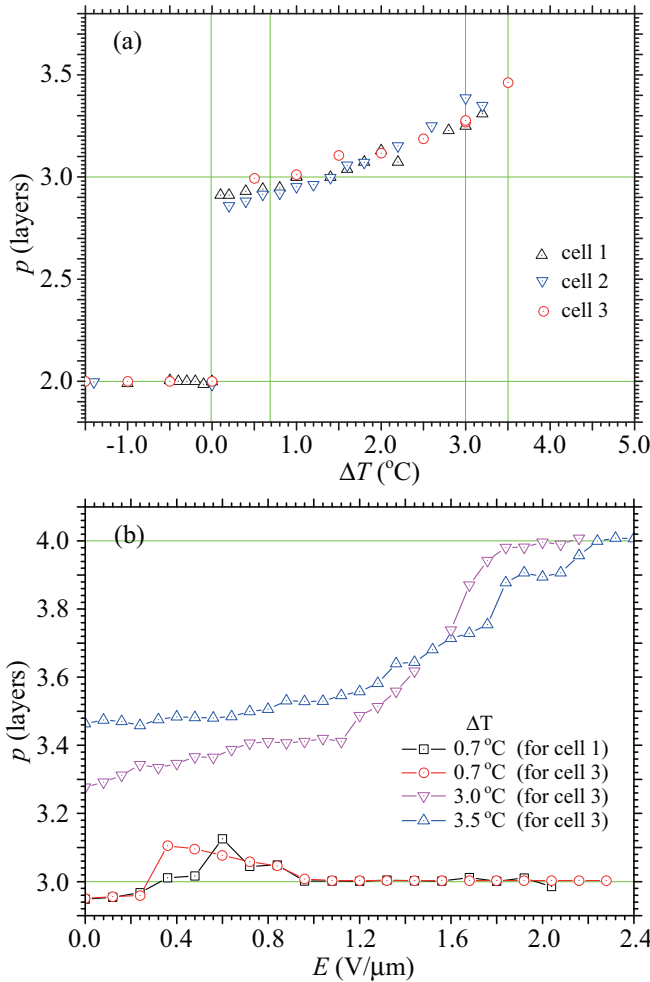 (a)
3.5
3.0
2.5
2.0
p (layers)
cell 1
cell 2
cell 3
-1.0 0.0 1.0 2.0 3.0 4.0 5.0
ΔT (°C)
(b)
4.0
3.8
3.6
3.4
3.2
3.0
p (layers)
ΔT
0.7 °C (for cell 1)
0.7 °C (for cell 3)
3.0 °C (for cell 3)
3.5 °C (for cell 3)
0.0 0.4 0.8 1.2 1.6 2.0 2.4
E (V/μm)